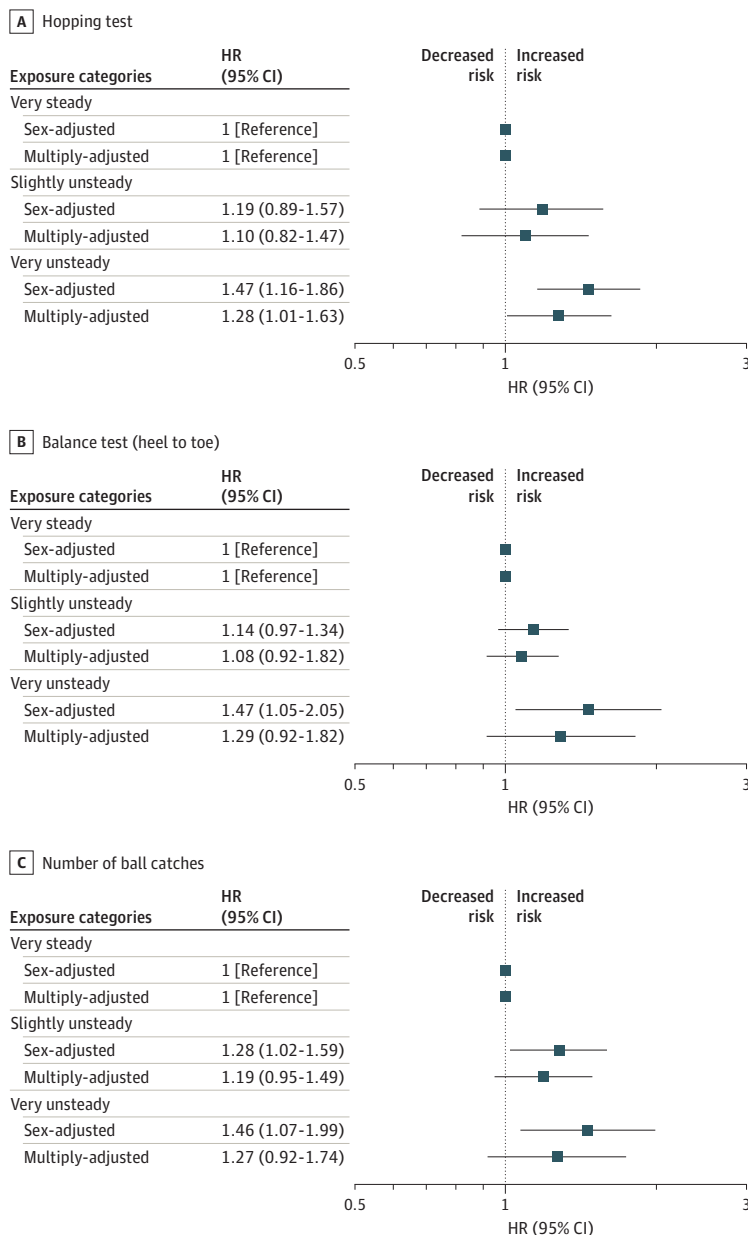 A Hopping test
HR Decreased Increased
Exposure categories (95% CI) risk risk
Very steady
Sex-adjusted 1 [Reference]
Multiply-adjusted 1 [Reference]
Slightly unsteady
Sex-adjusted 1.19 (0.89-1.57)
Multiply-adjusted 1.10 (0.82-1.47)
Very unsteady
Sex-adjusted 1.47 (1.16-1.86)
Multiply-adjusted 1.28 (1.01-1.63)
0.5 1 3
HR (95% CI)
B Balance test (heel to toe)
HR Decreased Increased
Exposure categories (95% CI) risk risk
Very steady
Sex-adjusted 1 [Reference]
Multiply-adjusted 1 [Reference]
Slightly unsteady
Sex-adjusted 1.14 (0.97-1.34)
Multiply-adjusted 1.08 (0.92-1.82)
Very unsteady
Sex-adjusted 1.47 (1.05-2.05)
Multiply-adjusted 1.29 (0.92-1.82)
0.5 1 3
HR (95% CI)
C Number of ball catches
HR Decreased Increased
Exposure categories (95% CI) risk risk
Very steady
Sex-adjusted 1 [Reference]
Multiply-adjusted 1 [Reference]
Slightly unsteady
Sex-adjusted 1.28 (1.02-1.59)
Multiply-adjusted 1.19 (0.95-1.49)
Very unsteady
Sex-adjusted 1.46 (1.07-1.99)
Multiply-adjusted 1.27 (0.92-1.74)
0.5 1 3
HR (95% CI)